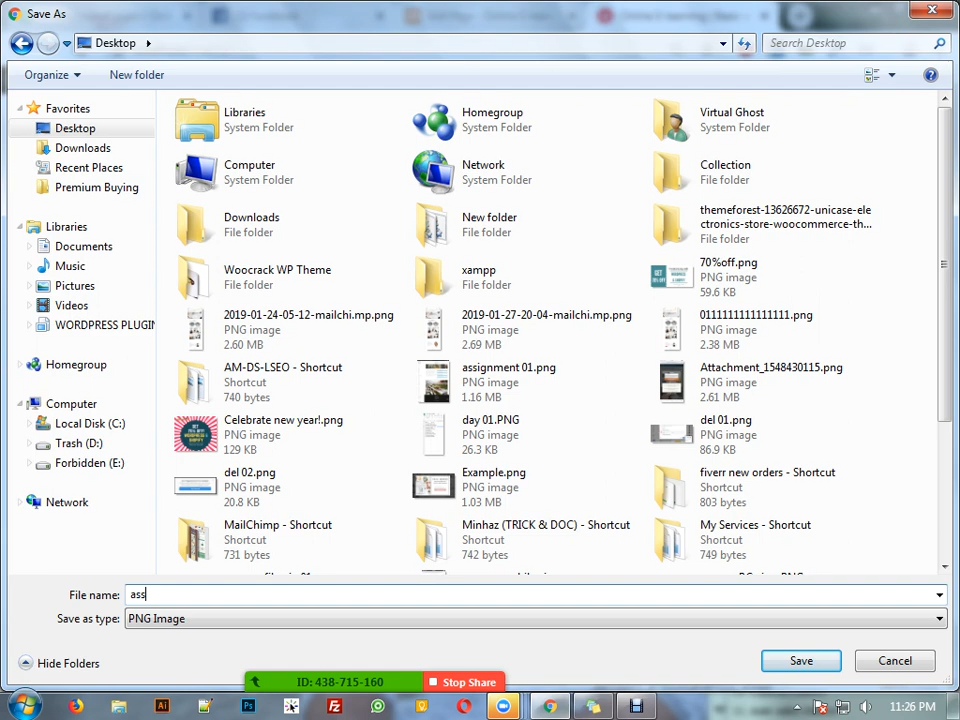 Save As
Desktop
Search Desktop
Organize
New folder
Favorites
Desktop
Downloads
Recent Places
Premium Buying
Libraries
Documents
Music
Pictures
Videos
WORDPRESS PLUGIN
Homegroup
Computer
Local Disk (C:)
Trash (D:)
Forbidden (E:)
Network
Libraries
System Folder
Homegroup
System Folder
Virtual Ghost
System Folder
Computer
System Folder
Network
System Folder
Collection
File folder
Downloads
File folder
New folder
File folder
themeforest-13626672-unicase-ele
ctronics-store-woocommerce-th...
File folder
Woocrack WP Theme
File folder
xampp
File folder
70%off.png
PNG image
59.6 KB
2019-01-24-05-12-mailchi.mp.png
PNG image
2.60 MB
2019-01-27-20-04-mailchi.mp.png
PNG image
2.69 MB
0111111111111111.png
PNG image
2.38 MB
AM-DS-LSEO - Shortcut
Shortcut
740 bytes
assignment 01.png
PNG image
1.16 MB
Attachment_1548430115.png
PNG image
2.61 MB
Celebrate new year!.png
PNG image
129 KB
day 01.PNG
PNG image
26.3 KB
del 01.png
PNG image
86.9 KB
del 02.png
PNG image
20.8 KB
Example.png
PNG image
1.03 MB
fiverr new orders - Shortcut
Shortcut
803 bytes
MailChimp - Shortcut
Shortcut
731 bytes
Minhaz (TRICK & DOC) - Shortcut
Shortcut
742 bytes
My Services - Shortcut
Shortcut
749 bytes
File name: ass
Save as type: PNG Image
Hide Folders
Save
Cancel
ID: 438-715-160
Stop Share
11:26 PM